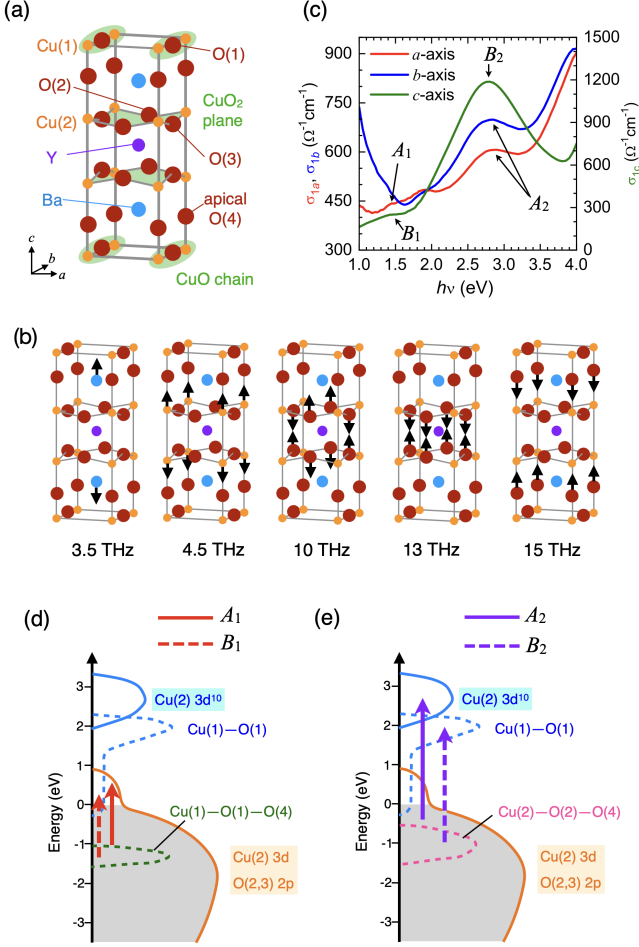 (a)
Cu(1)
O(1)
O(2)
CuO₂
plane
Cu(2)
O(3)
Y
Ba
apical
O(4)
c
b
a
CuO chain
(c)
σ₁ₐ, σ₁b (Ω⁻¹cm⁻¹)
900
750
600
450
300
a-axis
b-axis
c-axis
B₂
A₁
B₁
A₂
1500
1200
900
600
300
0
σ₁c (Ω⁻¹cm⁻¹)
1.0 1.5 2.0 2.5 3.0 3.5 4.0
hν (eV)
(b)
3.5 THz 4.5 THz 10 THz 13 THz 15 THz
(d)
A₁
B₁
Energy (eV)
3
2
1
0
-1
-2
-3
Cu(2) 3d¹⁰
Cu(1)—O(1)
Cu(1)—O(1)—O(4)
Cu(2) 3d
O(2,3) 2p
(e)
A₂
B₂
Energy (eV)
3
2
1
0
-1
-2
-3
Cu(2) 3d¹⁰
Cu(1)—O(1)
Cu(2)—O(2)—O(4)
Cu(2) 3d
O(2,3) 2p